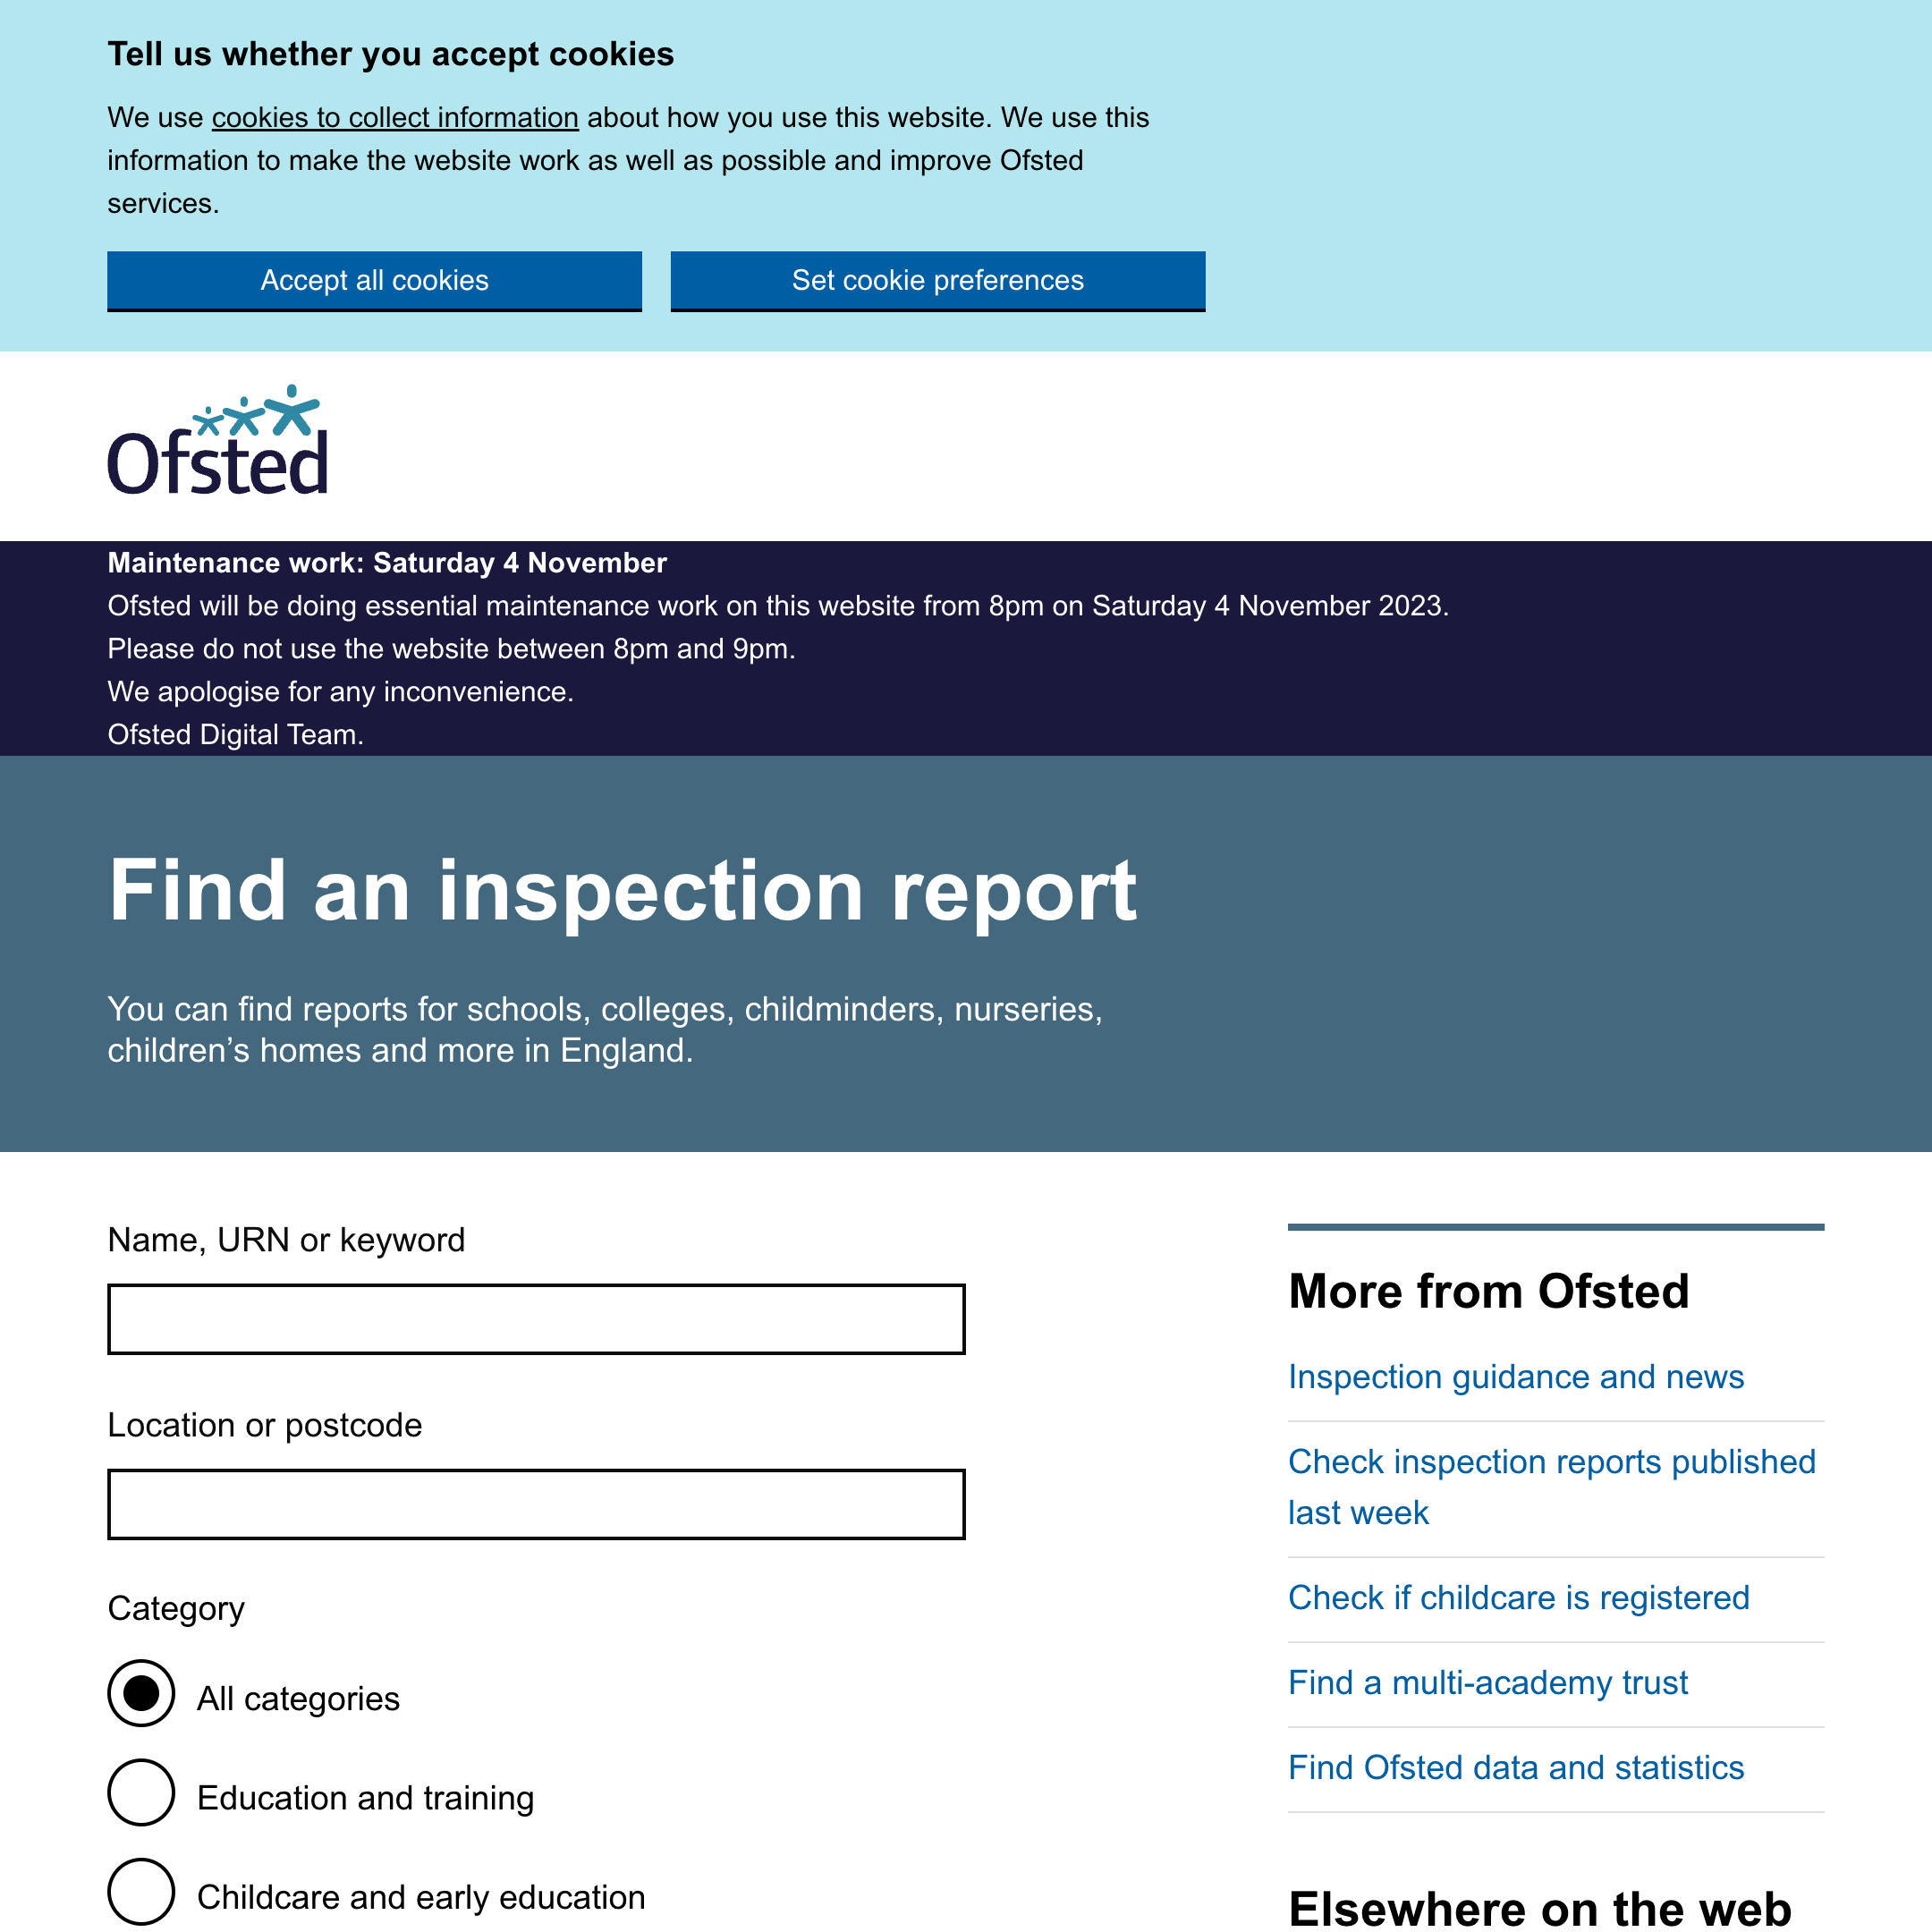 Tell us whether you accept cookies
We use cookies to collect information about how you use this website. We use this
information to make the website work as well as possible and improve Ofsted
services.
Accept all cookies
Set cookie preferences
Ofsted
Maintenance work: Saturday 4 November
Ofsted will be doing essential maintenance work on this website from 8pm on Saturday 4 November 2023.
Please do not use the website between 8pm and 9pm.
We apologise for any inconvenience.
Ofsted Digital Team.
Find an inspection report
You can find reports for schools, colleges, childminders, nurseries,
children’s homes and more in England.
Name, URN or keyword
Location or postcode
Category
All categories
Education and training
Childcare and early education
More from Ofsted
Inspection guidance and news
Check inspection reports published
last week
Check if childcare is registered
Find a multi-academy trust
Find Ofsted data and statistics
Elsewhere on the web